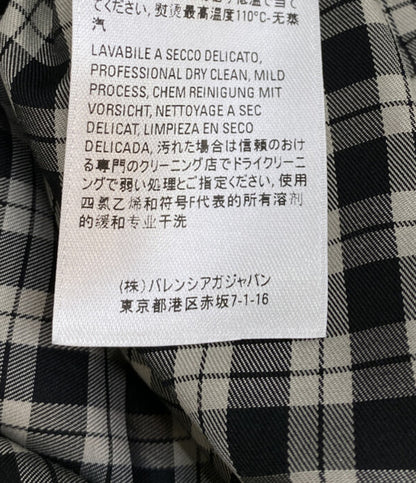 てください, 熨烫最高温度110℃-无蒸
汽
LAVABILE A SECCO DELICATO,
PROFESSIONAL DRY CLEAN, MILD
PROCESS, CHEM REINIGUNG MIT
VORSICHT, NETTOYAGE A SEC
DELICAT, LIMPIEZA EN SECO
DELICADA, 汚れた場合は信頼のおけ
る専門のクリーニング店でドライクリーニ
ングで弱い処理とご指定ください, 使用
四氯乙烯和符号F代表的所有溶剂
的缓和专业干洗
(株) バレンシアガジャパン
東京都港区赤坂7-1-16